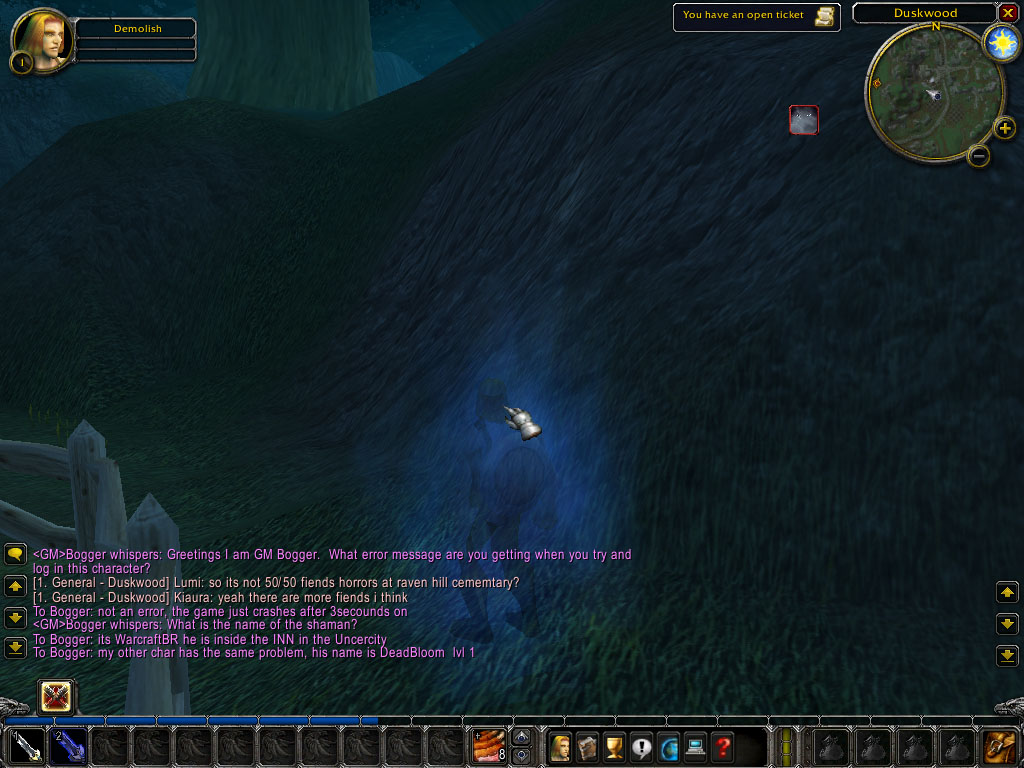 Demolish
1
You have an open ticket
Duskwood
N
<GM>Bogger whispers: Greetings I am GM Bogger.  What error message are you getting when you try and
log in this character?
[1. General - Duskwood] Lumi: so its not 50/50 fiends horrors at raven hill cememtary?
[1. General - Duskwood] Kiaura: yeah there are more fiends i think
To Bogger: not an error, the game just crashes after 3seconds on
<GM>Bogger whispers: What is the name of the shaman?
To Bogger: its WarcraftBR he is inside the INN in the Uncercity
To Bogger: my other char has the same problem, his name is DeadBloom  lvl 1
1
2
8